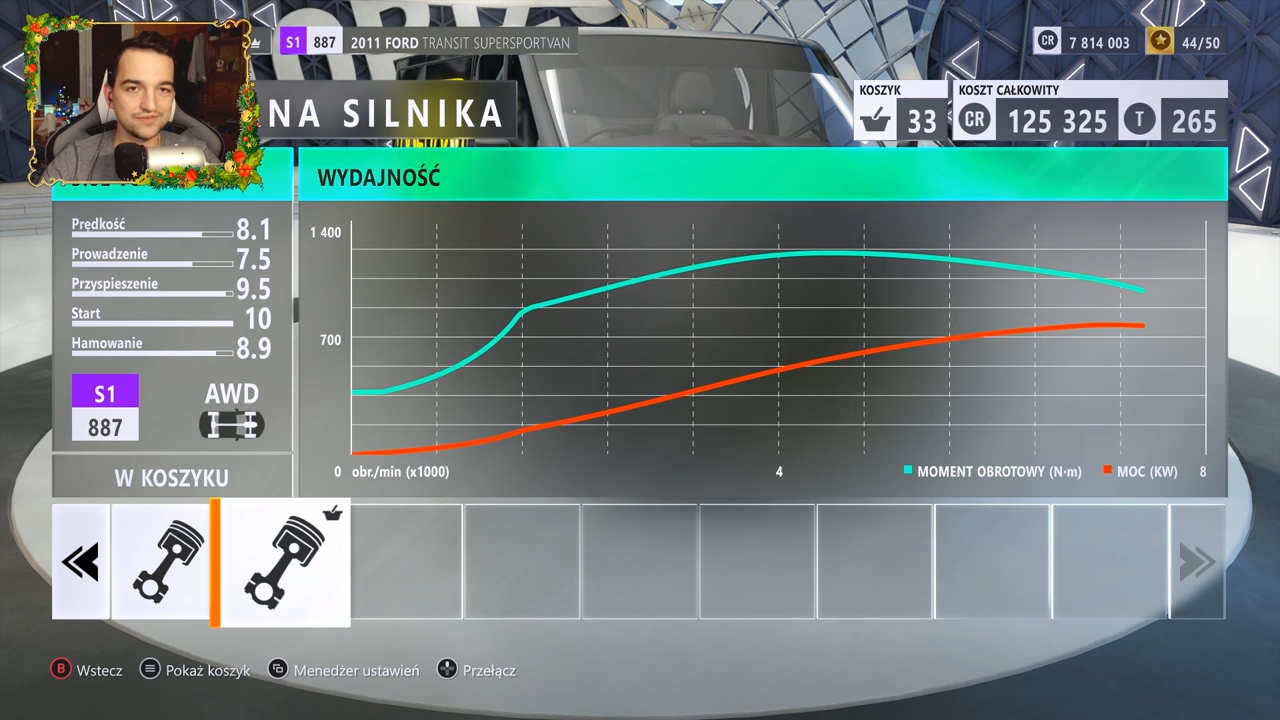 S1 887 2011 FORD TRANSIT SUPERSPORTVAN
CR 7 814 003 44/50
NA SILNIKA
KOSZYK
33
KOSZT CAŁKOWITY
CR 125 325 T 265
WYDAJNOŚĆ
Prędkość 8.1
Prowadzenie 7.5
Przyspieszenie 9.5
Start 10
Hamowanie 8.9
S1
887
AWD
W KOSZYKU
1 400
700
0 obr./min (x1000) 4 MOMENT OBROTOWY (N·m) MOC (KW) 8
B Wstecz Pokaż koszyk Menedżer ustawień Przełącz